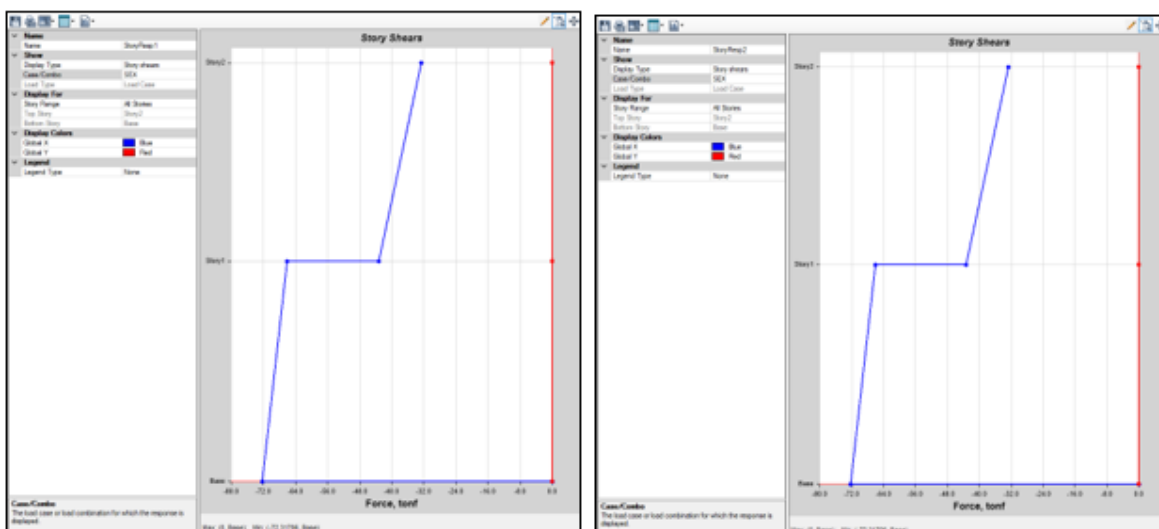 Name
Name StoryResp1
Show
Display Type Story shears
Case/Combo SEX
Load Type Load Case
Display For
Story Range All Stories
Top Story Story2
Bottom Story Base
Display Colors
Global X Blue
Global Y Red
Legend
Legend Type None
Case/Combo
The load case or load combination for which the response is
displayed.
Story Shears
Story2
Story1
Base
-80.0 -72.0 -64.0 -56.0 -48.0 -40.0 -32.0 -24.0 -16.0 -8.0 0.0
Force, tonf
Name
Name StoryResp2
Show
Display Type Story shears
Case/Combo SEX
Load Type Load Case
Display For
Story Range All Stories
Top Story Story2
Bottom Story Base
Display Colors
Global X Blue
Global Y Red
Legend
Legend Type None
Case/Combo
The load case or load combination for which the response is
displayed.
Story Shears
Story2
Story1
Base
-80.0 -72.0 -64.0 -56.0 -48.0 -40.0 -32.0 -24.0 -16.0 -8.0 0.0
Force, tonf